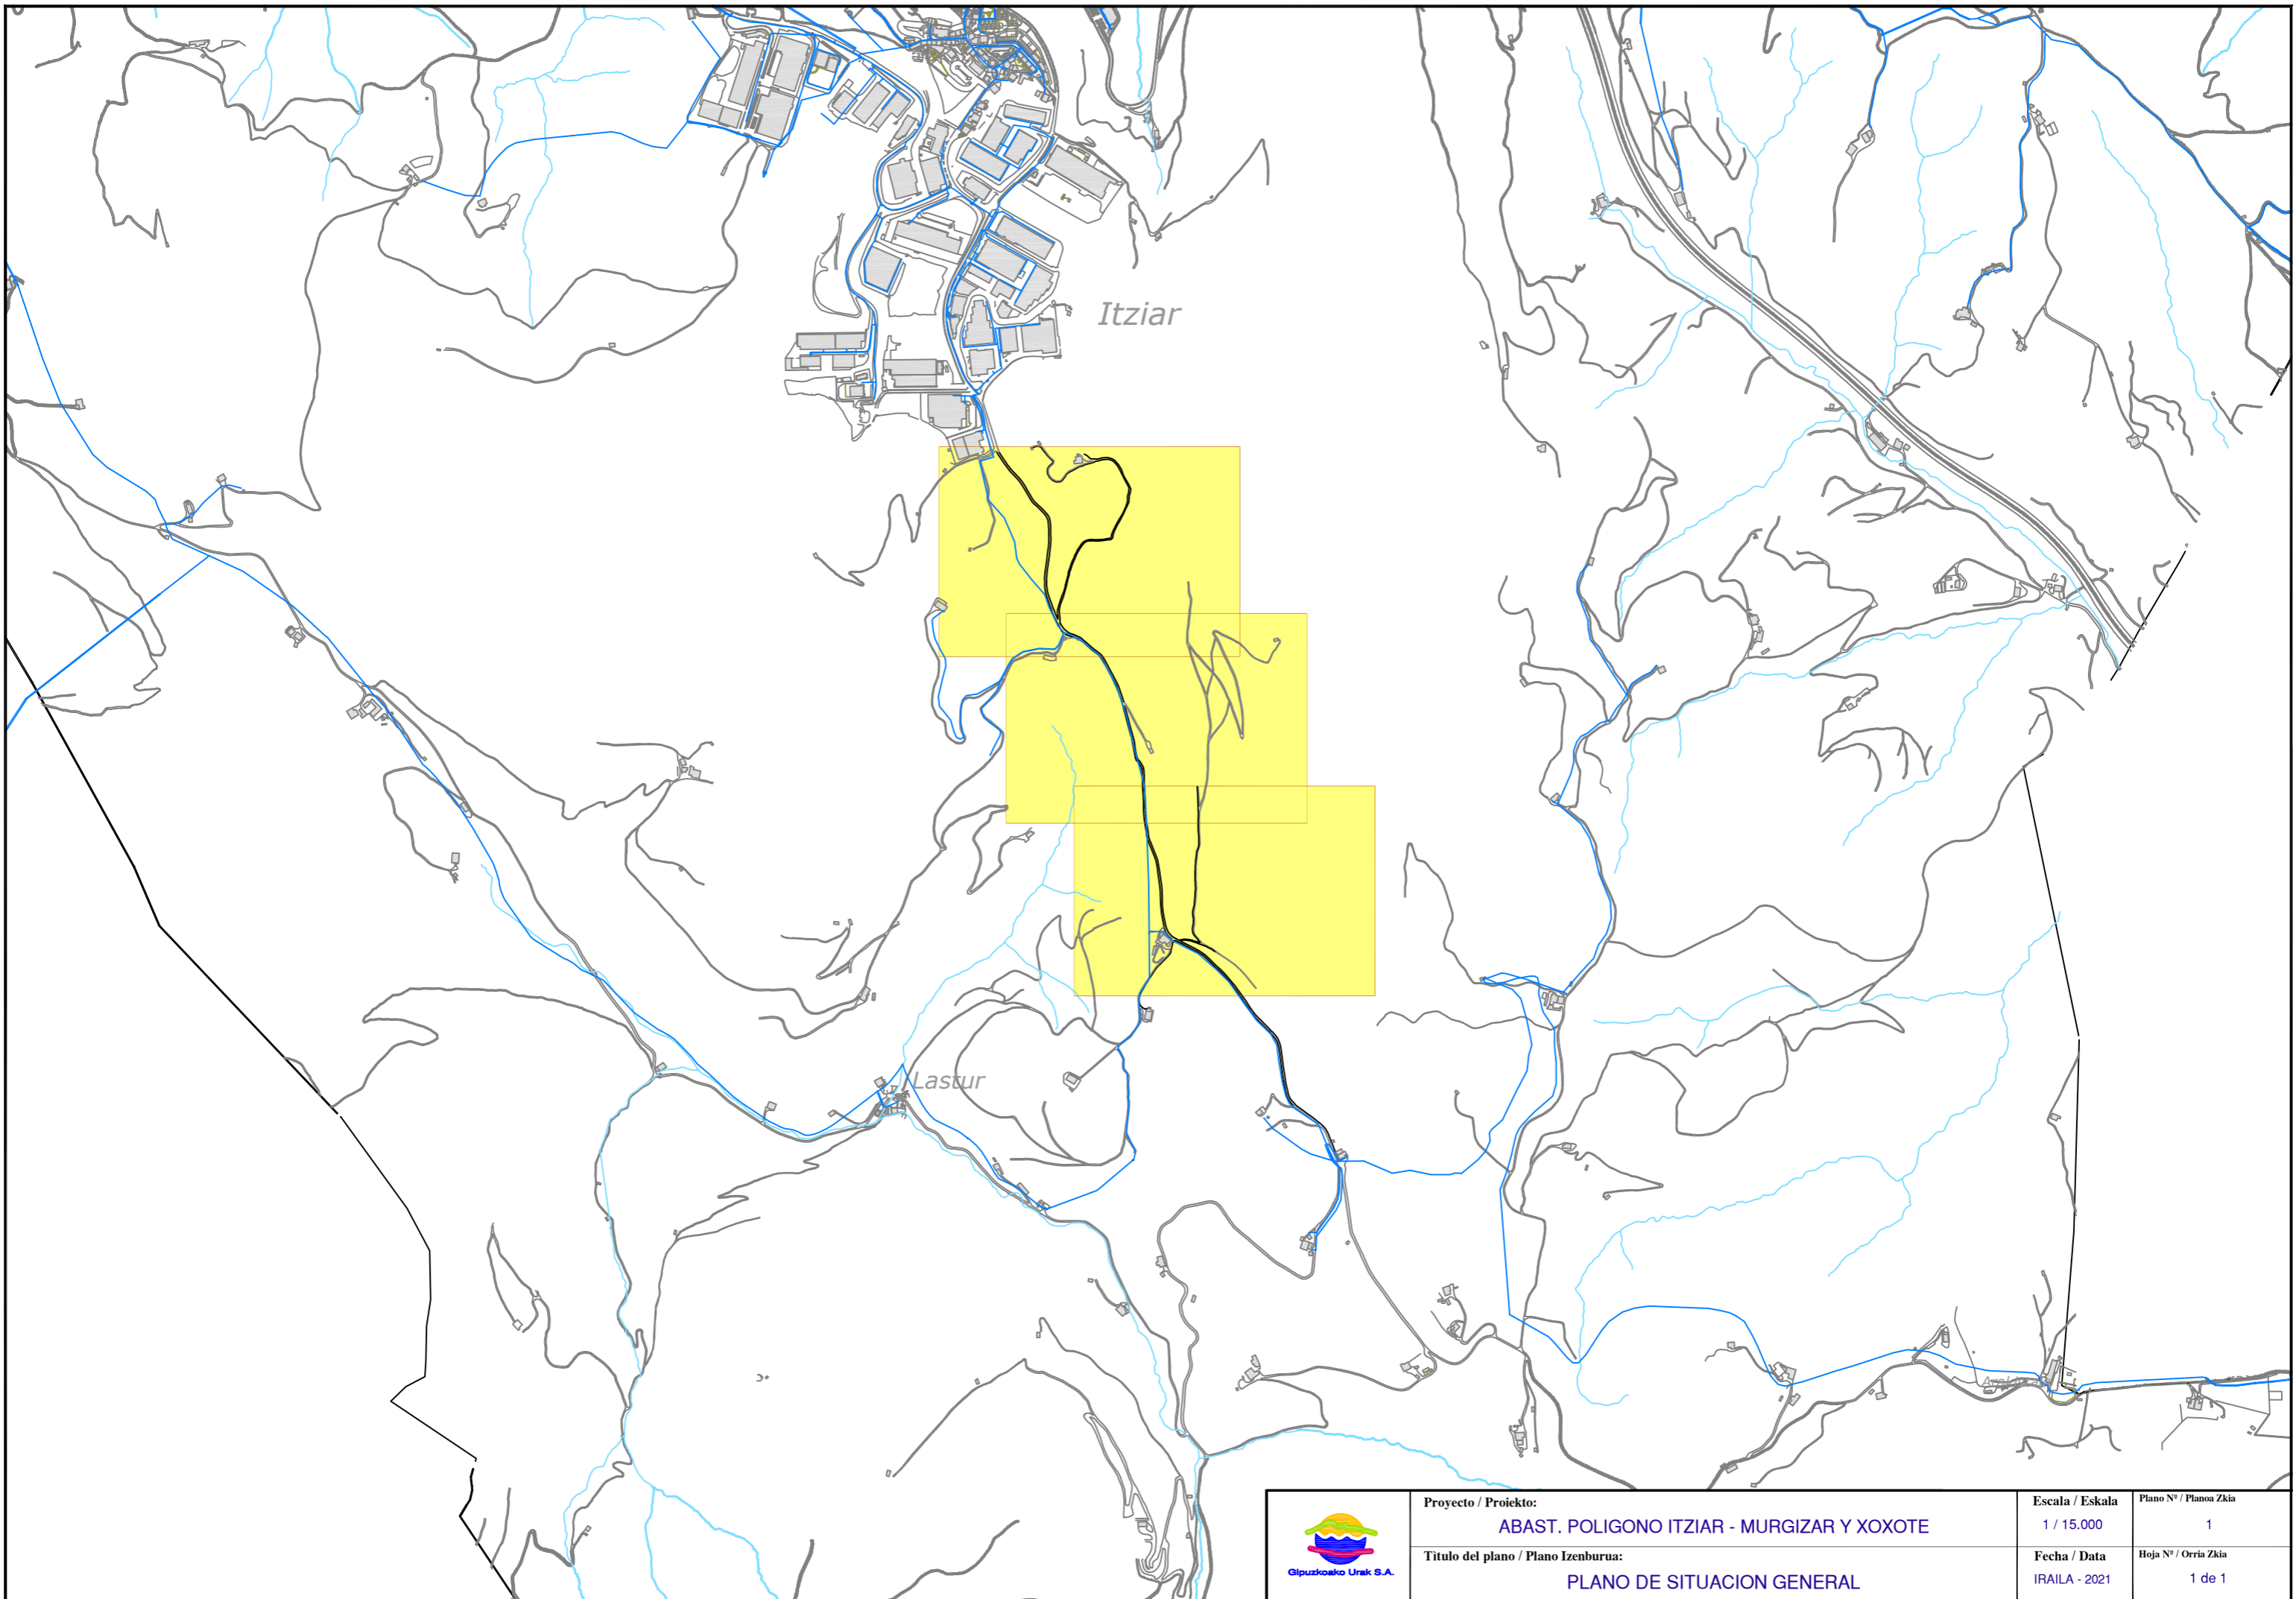 Itziar
Lastur
Gipuzkoako Urak S.A.
Proyecto / Proiekto:
ABAST. POLIGONO ITZIAR - MURGIZAR Y XOXOTE
Escala / Eskala
1 / 15.000
Plano Nº / Planoa Zkia
1
Titulo del plano / Plano Izenburua:
PLANO DE SITUACION GENERAL
Fecha / Data
IRAILA - 2021
Hoja Nº / Orria Zkia
1 de 1